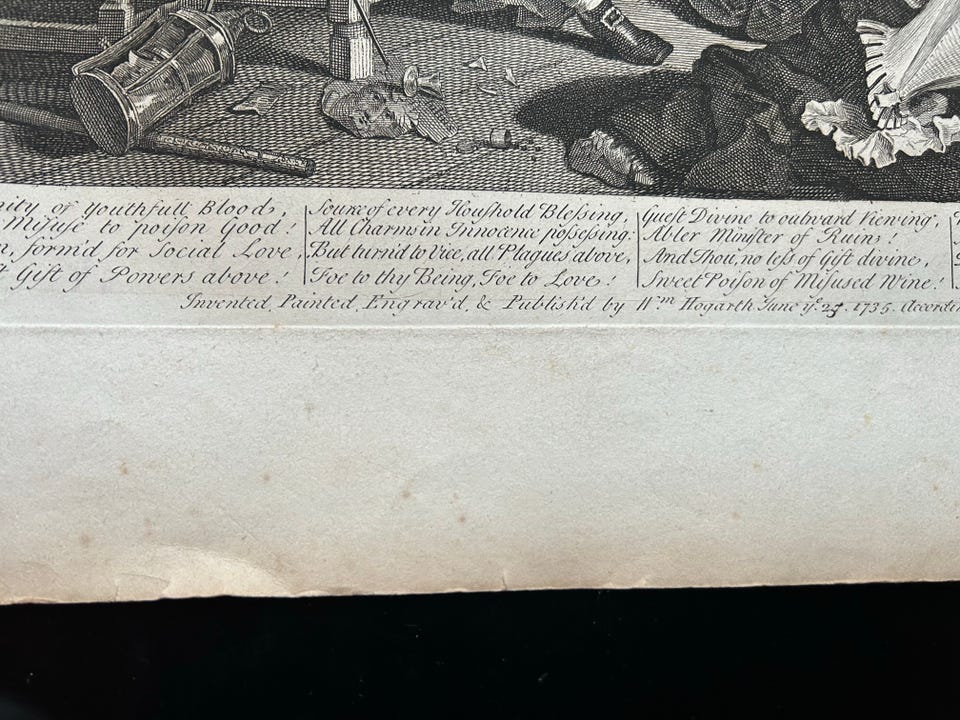 nity of Youthfull Blood,
Miſuſe to poiſon Good!
, form'd for Social Love,
Gift of Powers above!
Sourſe of every Houſhold Bleſsing,
All Charms in Innocence poſseſsing:
But turn'd to Vice, all Plagues above,
Foe to thy Being, Foe to Love!
Gueſt Divine to outward Viewing,
Abler Miniſter of Ruin!
And Thou, no leſs of Gift divine,
Sweet Poiſon of Miſused Wine!
Invented, Painted, Engrav'd, & Publish'd by Wm. Hogarth June ye. 25. 1735. Accordin